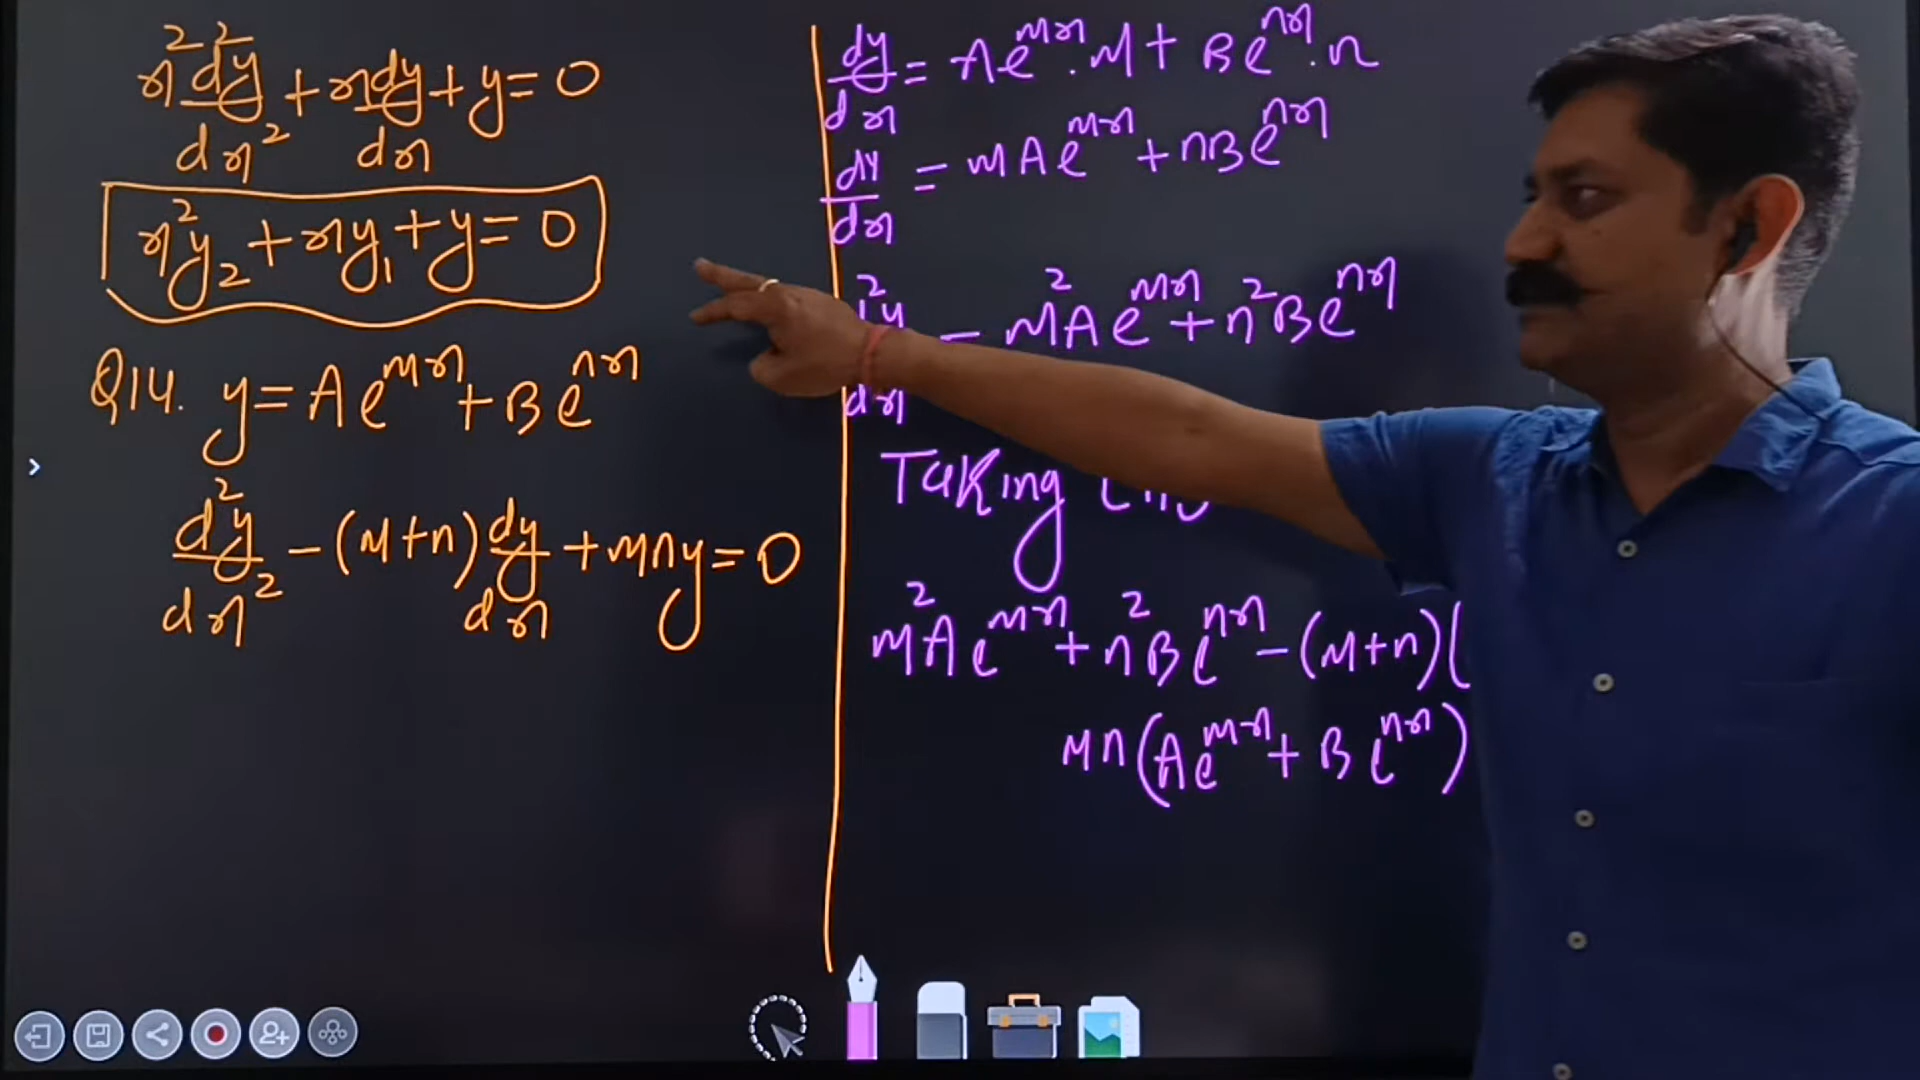 x² d²y/dx² + x dy/dx + y = 0
x²y₂ + xy₁ + y = 0
Q14. y = Ae^mx + Be^nx
d²y/dx² - (m+n) dy/dx + mny = 0
dy/dx = Ae^mx . m + Be^nx . n
dy/dx = mAe^mx + nBe^nx
d²y/dx = m²Ae^mx + n²Be^nx
Taking
m²Ae^mx + n²Be^nx - (m+n)(
mn(Ae^mx + Be^nx)